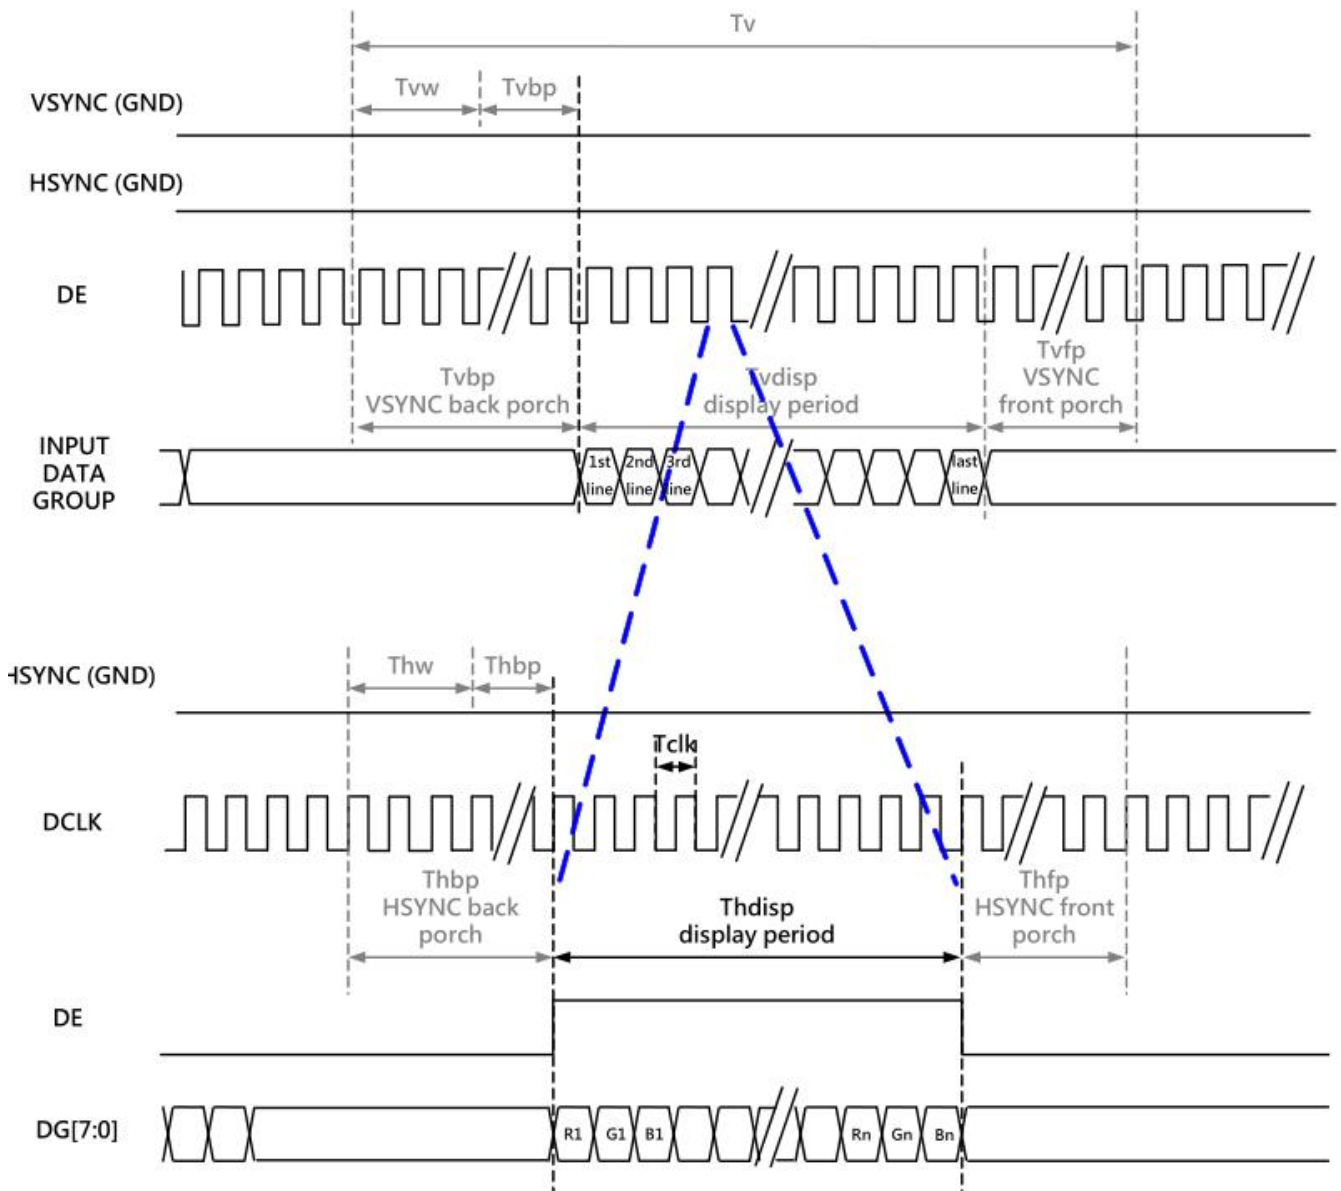 Tv
Tvw
Tvbp
VSYNC (GND)
HSYNC (GND)
DE
Tvbp
VSYNC back porch
Tvdisp
display period
Tvfp
VSYNC
front porch
INPUT
DATA
GROUP
1st
line
2nd
line
3rd
line
last
line
Thw
Thbp
HSYNC (GND)
Tclk
DCLK
Thbp
HSYNC back
porch
Thdisp
display period
Thfp
HSYNC front
porch
DE
DG[7:0]
R1
G1
B1
Rn
Gn
Bn